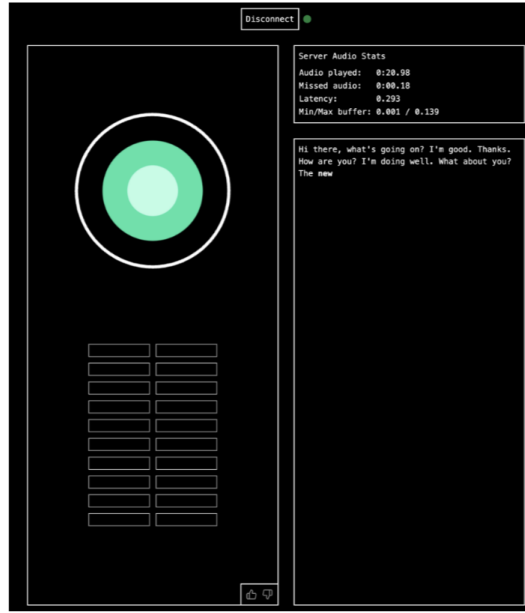 Disconnect
Server Audio Stats
Audio played: 0:20.98
Missed audio: 0:00.18
Latency: 0.293
Min/Max buffer: 0.001 / 0.139
Hi there, what's going on? I'm good. Thanks.
How are you? I'm doing well. What about you?
The new